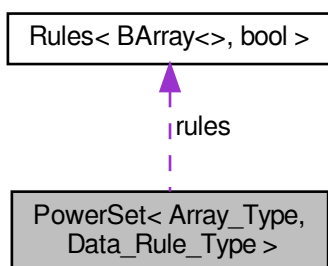 Rules< BArray<>, bool >
rules
PowerSet< Array_Type,
Data_Rule_Type >